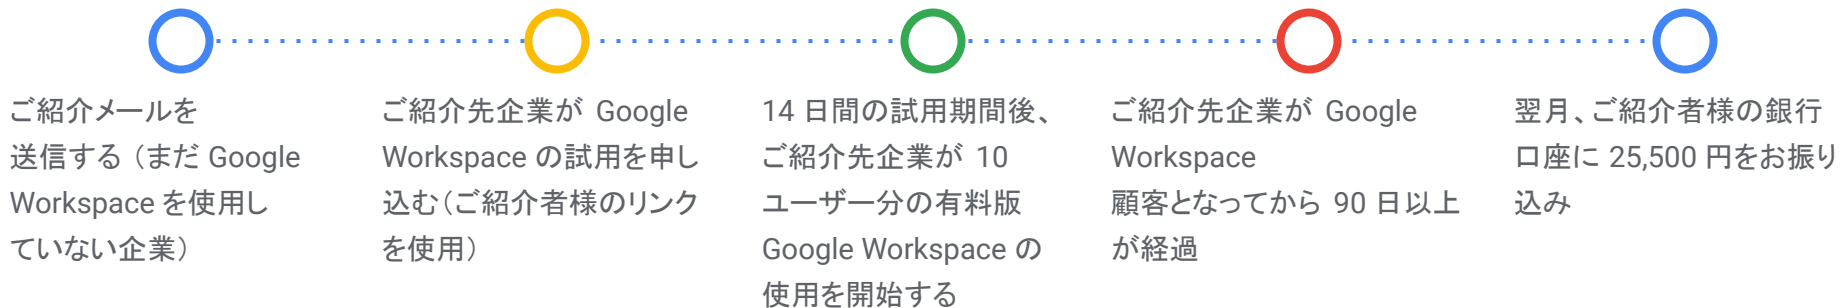 ご紹介メールを
送信する（まだ Google
Workspace を使用し
ていない企業）
ご紹介先企業が Google
Workspace の試用を申し
込む（ご紹介者様のリンク
を使用）
14 日間の試用期間後、
ご紹介先企業が 10
ユーザー分の有料版
Google Workspace の
使用を開始する
ご紹介先企業が Google
Workspace
顧客となってから 90 日以上
が経過
翌月、ご紹介者様の銀行
口座に 25,500 円をお振り
込み